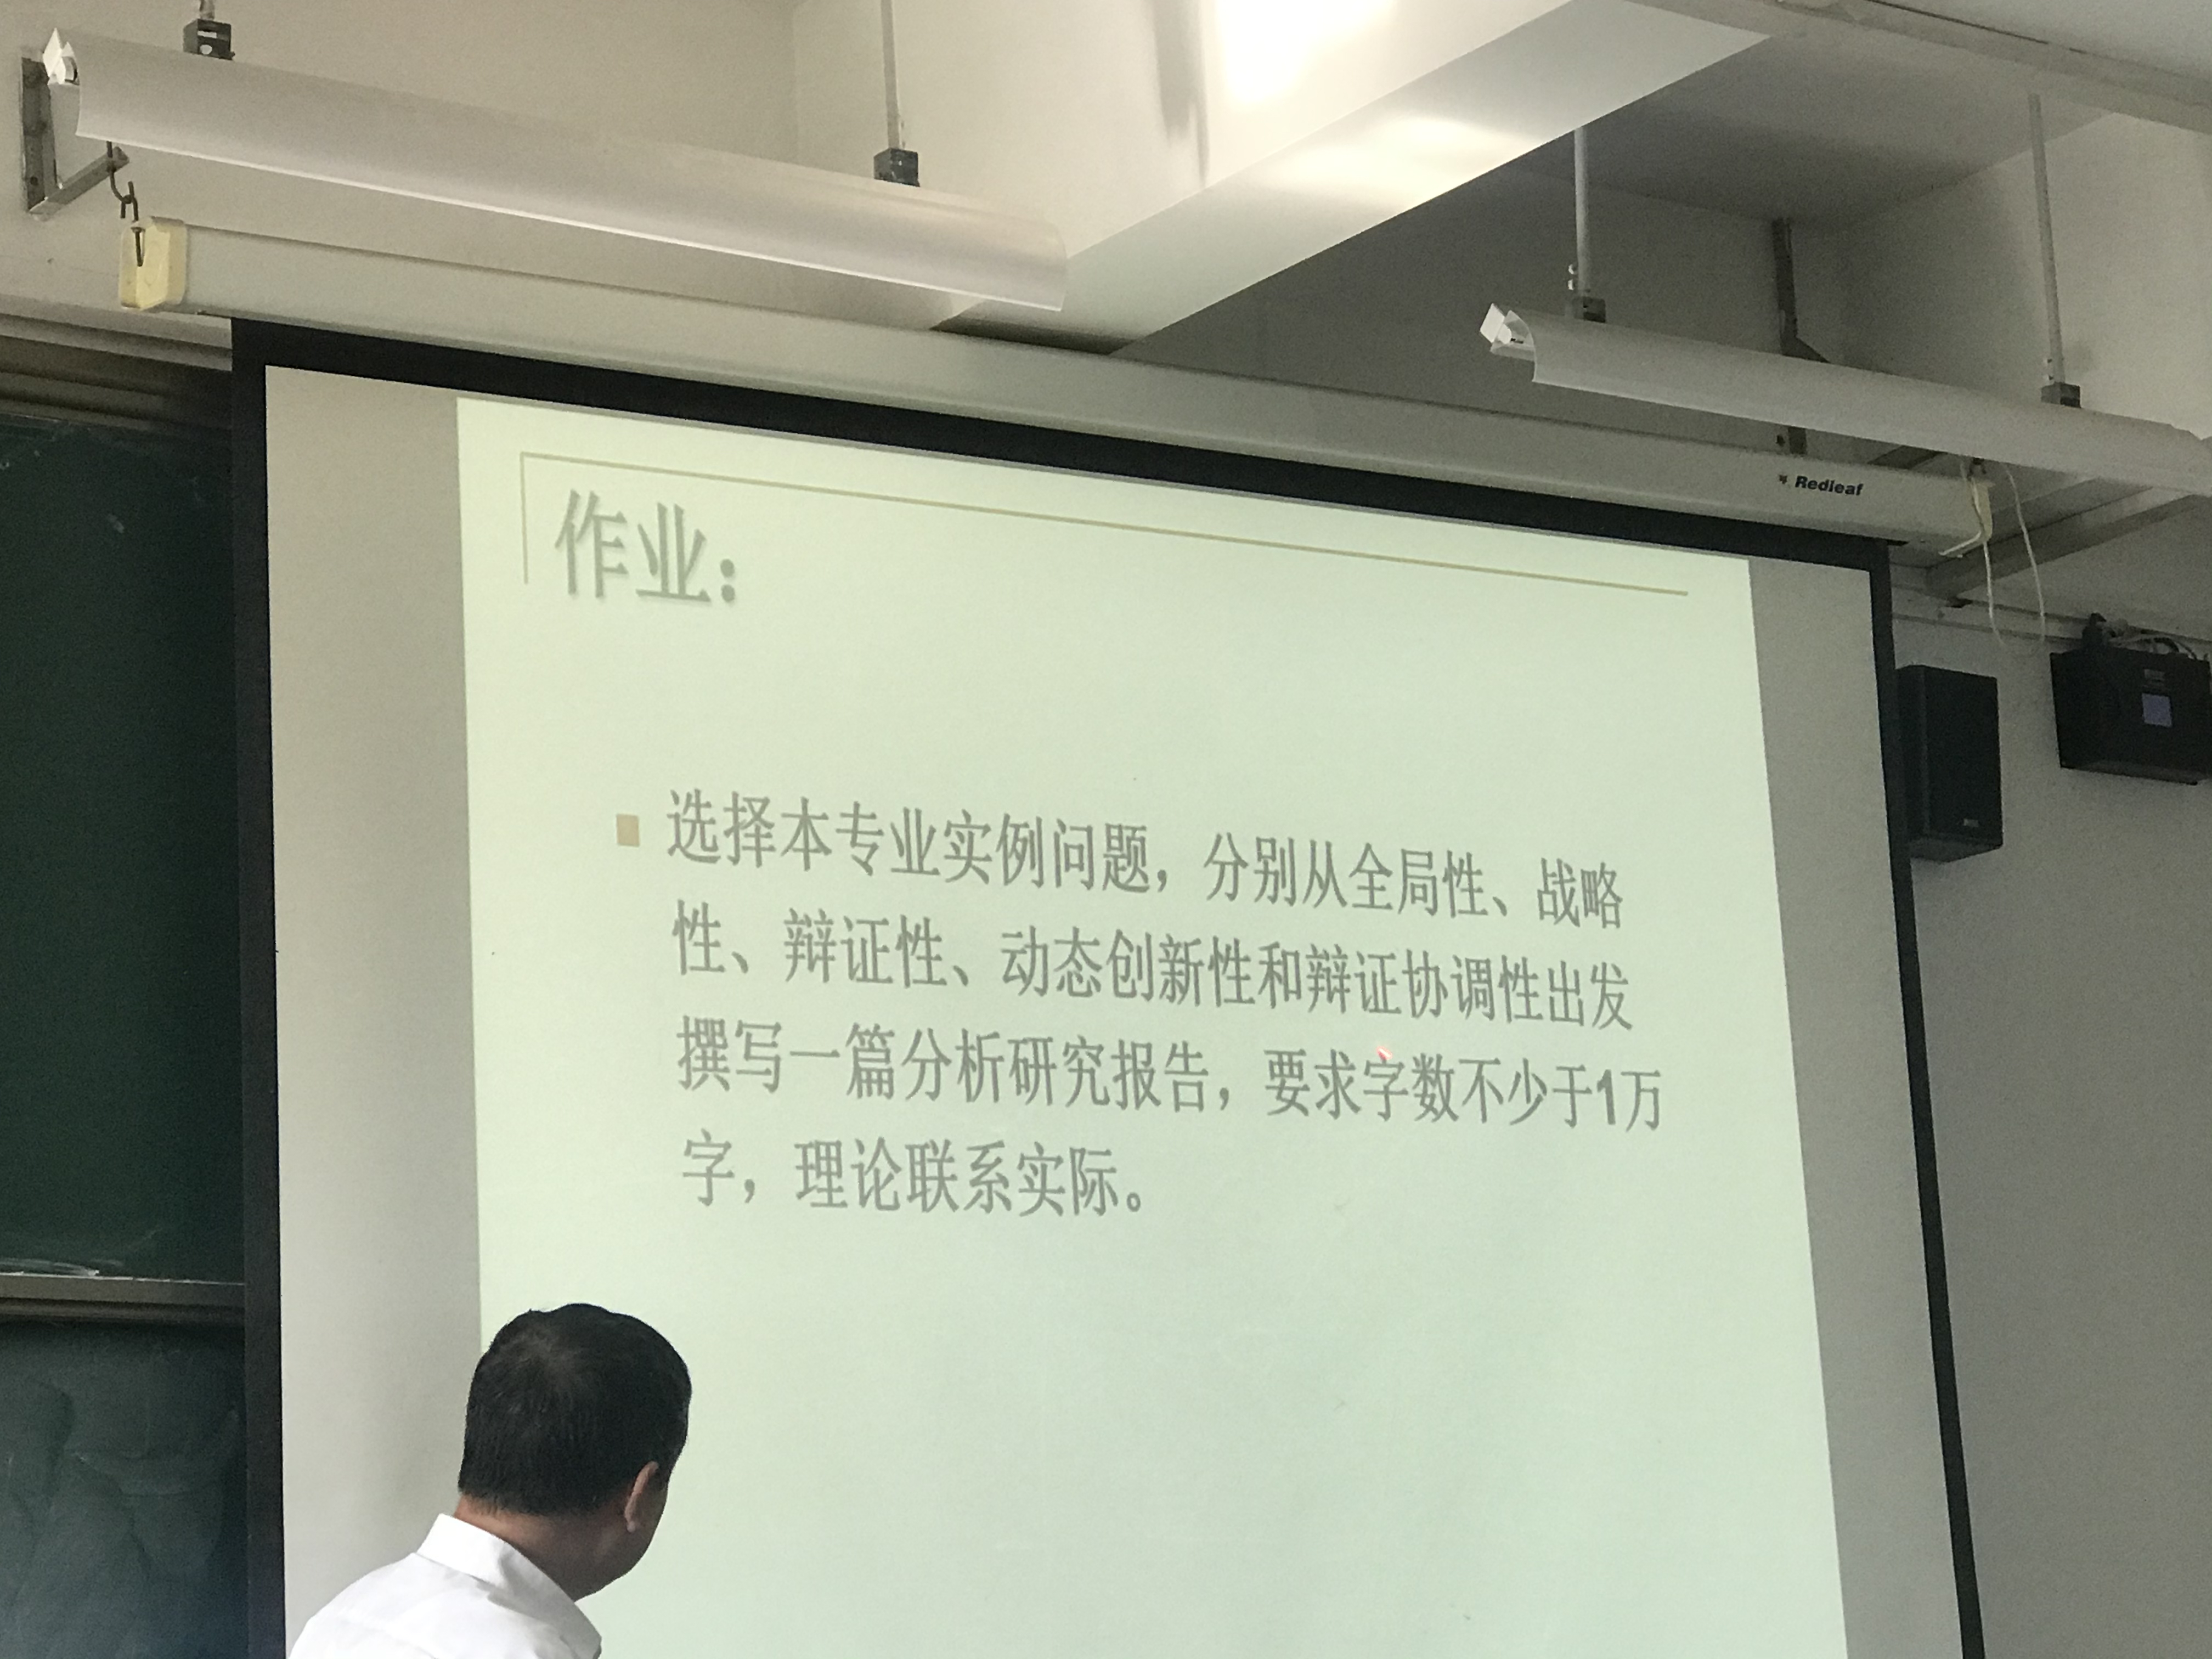 Redleaf
作业：
选择本专业实例问题，分别从全局性、战略
性、辩证性、动态创新性和辩证协调性出发
撰写一篇分析研究报告，要求字数不少于1万
字，理论联系实际。